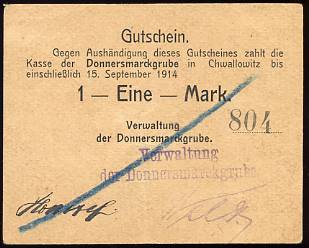 Gutschein.
Gegen Aushändigung dieses Gutscheines zahlt die
Kasse der Donnersmarckgrube in Chwallowitz bis
einschließlich 15. September 1914
1 — Eine — Mark.
Verwaltung
der Donnersmarckgrube.
804
Verwaltung
der Donnersmarckgrube